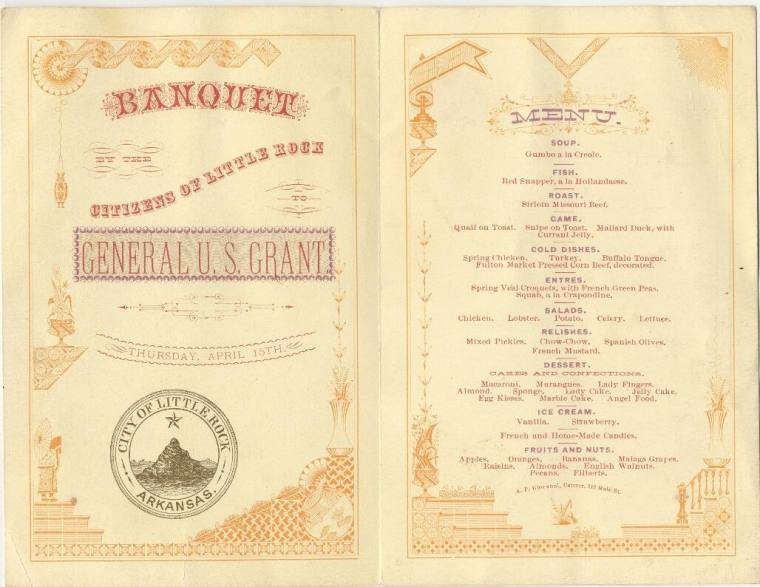 BANQUET
BY THE
CITIZENS OF LITTLE ROCK
TO
GENERAL U. S. GRANT.
THURSDAY, APRIL 15TH.
CITY OF LITTLE ROCK
ARKANSAS.
MENU.
SOUP.
Gumbo a la Creole.
FISH.
Red Snapper, a la Hollandaise.
ROAST.
Sirloin Missouri Beef.
GAME.
Quail on Toast. Snipe on Toast. Mallard Duck, with
Currant Jelly.
COLD DISHES.
Spring Chicken. Turkey. Buffalo Tongue.
Fulton Market Pressed Corn Beef, decorated.
ENTRES.
Spring Veal Croquets, with French Green Peas.
Squab, a la Crapondine.
SALADS.
Chicken. Lobster. Potato. Celery. Lettuce.
RELISHES.
Mixed Pickles. Chow-Chow. Spanish Olives.
French Mustard.
DESSERT.
CAKES AND CONFECTIONS.
Macaroni. Murangues. Lady Fingers.
Almond. Sponge. Lady Cake. Jelly Cake.
Egg Kisses. Marble Cake. Angel Food.
ICE CREAM.
Vanilla. Strawberry.
French and Home-Made Candies.
FRUITS AND NUTS.
Apples. Oranges. Bananas. Malaga Grapes.
Raisins. Almonds. English Walnuts.
Pecans. Filberts.
A. F. Giovanni, Caterer, Main St.